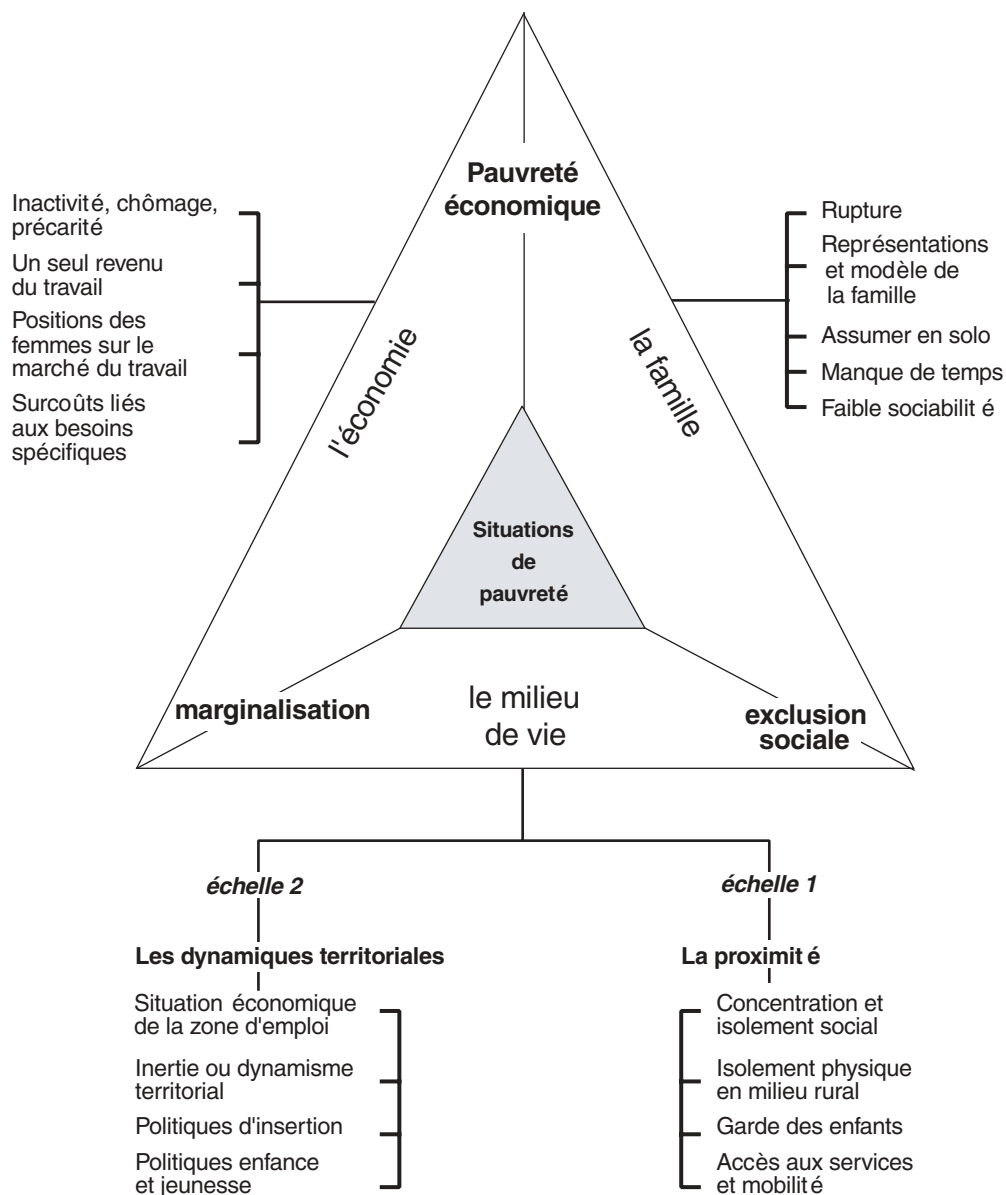 Pauvreté
économique
Inactivité, chômage,
précarité
Un seul revenu
du travail
Positions des
femmes sur le
marché du travail
Surcoûts liés
aux besoins
spécifiques
l'économie
la famille
Rupture
Représentations
et modèle de
la famille
Assumer en solo
Manque de temps
Faible sociabilité
Situations
de
pauvreté
marginalisation
le milieu
de vie
exclusion
sociale
échelle 2
Les dynamiques territoriales
Situation économique
de la zone d'emploi
Inertie ou dynamisme
territorial
Politiques d'insertion
Politiques enfance
et jeunesse
échelle 1
La proximité
Concentration et
isolement social
Isolement physique
en milieu rural
Garde des enfants
Accès aux services
et mobilité